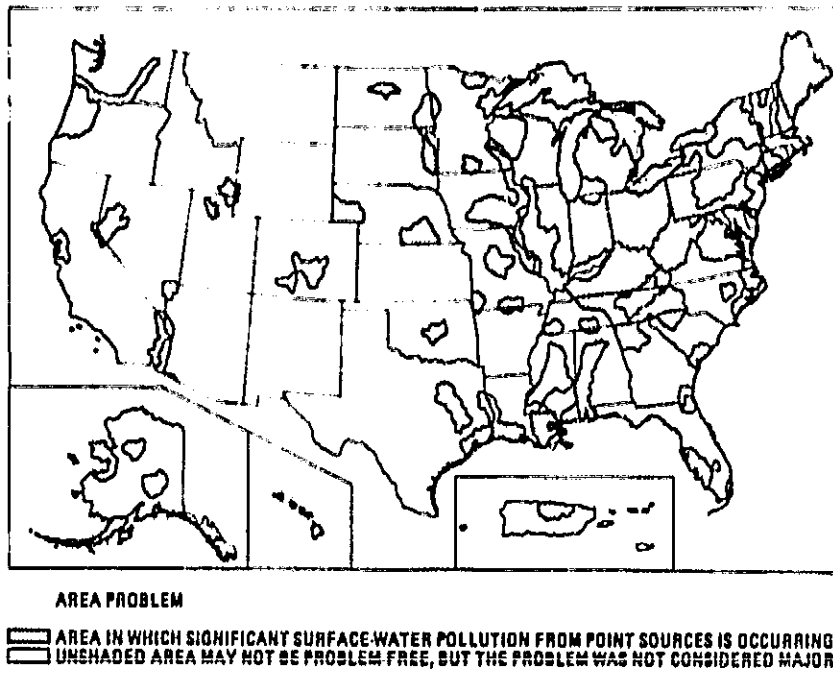 AREA PROBLEM
AREA IN WHICH SIGNIFICANT SURFACE-WATER POLLUTION FROM POINT SOURCES IS OCCURRING
UNSHADED AREA MAY NOT BE PROBLEM-FREE, BUT THE PROBLEM WAS NOT CONSIDERED MAJOR